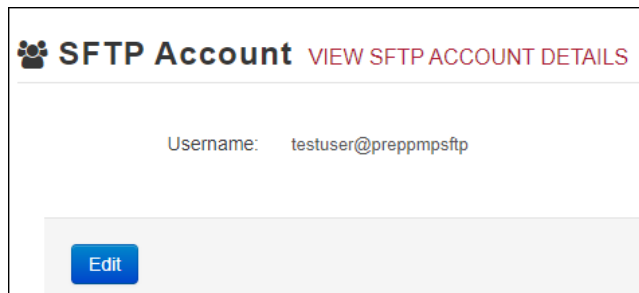 SFTP Account VIEW SFTP ACCOUNT DETAILS
Username: testuser@preppmpsftp
Edit